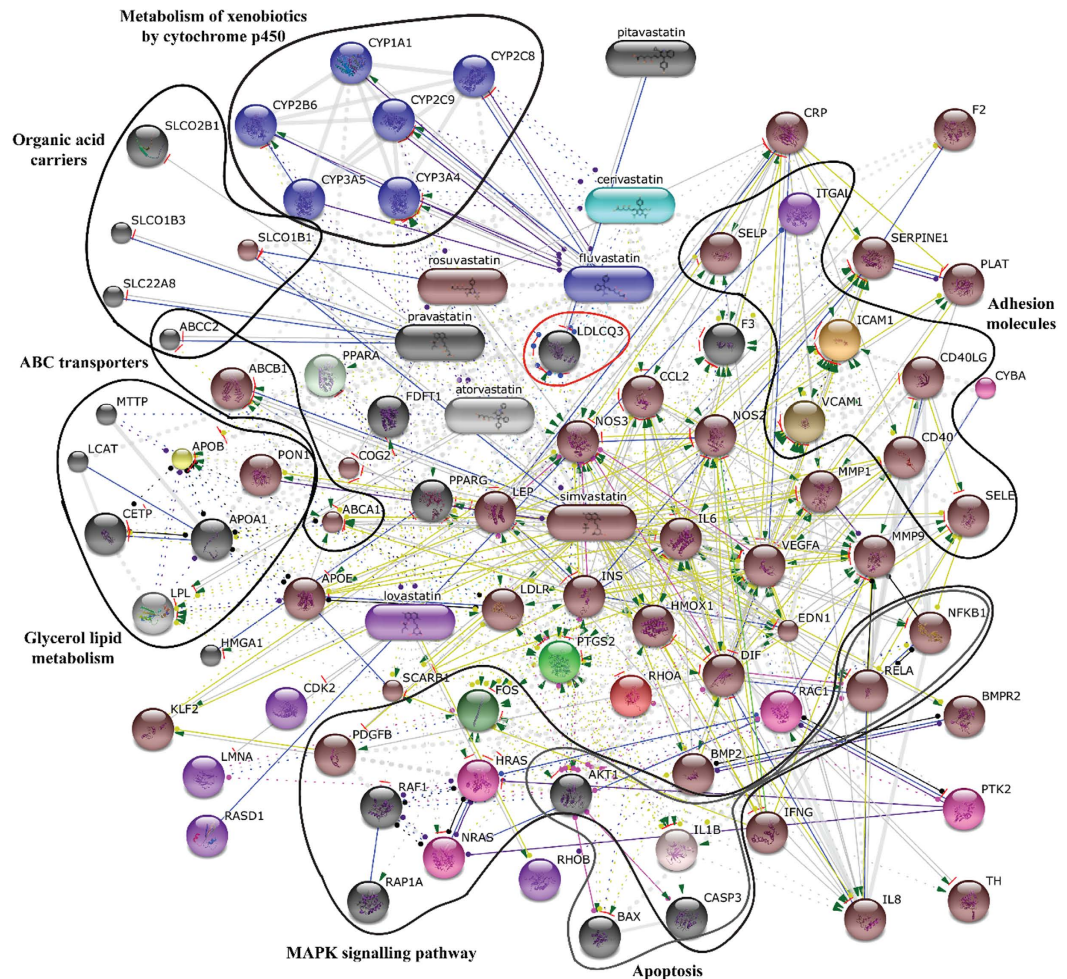 Metabolism of xenobiotics
by cytochrome p450
pitavastatin
CYP1A1
CYP2C8
CYP2B6
CYP2C9
CRP
F2
Organic acid
carriers
SLCO2B1
CYP3A5
CYP3A4
cerivastatin
ITGAL
SLCO1B3
SLCO1B1
SELP
SERPINE1
rosuvastatin
fluvastatin
PLAT
SLC22A8
Adhesion
molecules
pravastatin
LDLCQ3
F3
ICAM1
ABCC2
ABC transporters
PPARA
CD40LG
ABCB1
CCL2
CYBA
MTTP
FDFT1
atorvastatin
VCAM1
NOS3
NOS2
LCAT
APOB
PON1
COG2
CD40
MMP1
PPARG
LEP
simvastatin
CETP
APOA1
ABCA1
IL6
SELE
VEGFA
MMP9
LPL
APOE
LDLR
INS
lovastatin
HMOX1
EDN1
NFKB1
Glycerol lipid
metabolism
HMGA1
PTGS2
DIF
RELA
SCARB1
RHOA
RAC1
CDK2
FOS
BMPR2
KLF2
PDGFB
BMP2
LMNA
HRAS
AKT1
RAF1
PTK2
RASD1
IFNG
IL1B
NRAS
RHOB
RAP1A
CASP3
TH
BAX
IL8
MAPK signalling pathway
Apoptosis